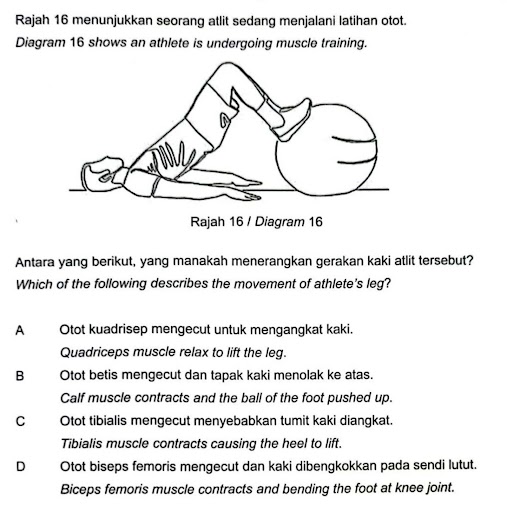 Rajah 16 menunjukkan seorang atlit sedang menjalani latihan otot.
Diagram 16 shows an athlete is undergoing muscle training.
Rajah 16 / Diagram 16
Antara yang berikut, yang manakah menerangkan gerakan kaki atlit tersebut?
Which of the following describes the movement of athlete's leg?
A Otot kuadrisep mengecut untuk mengangkat kaki.
Quadriceps muscle relax to lift the leg.
B Otot betis mengecut dan tapak kaki menolak ke atas.
Calf muscle contracts and the ball of the foot pushed up.
C Otot tibialis mengecut menyebabkan tumit kaki diangkat.
Tibialis muscle contracts causing the heel to lift.
D Otot biseps femoris mengecut dan kaki dibengkokkan pada sendi lutut.
Biceps femoris muscle contracts and bending the foot at knee joint.